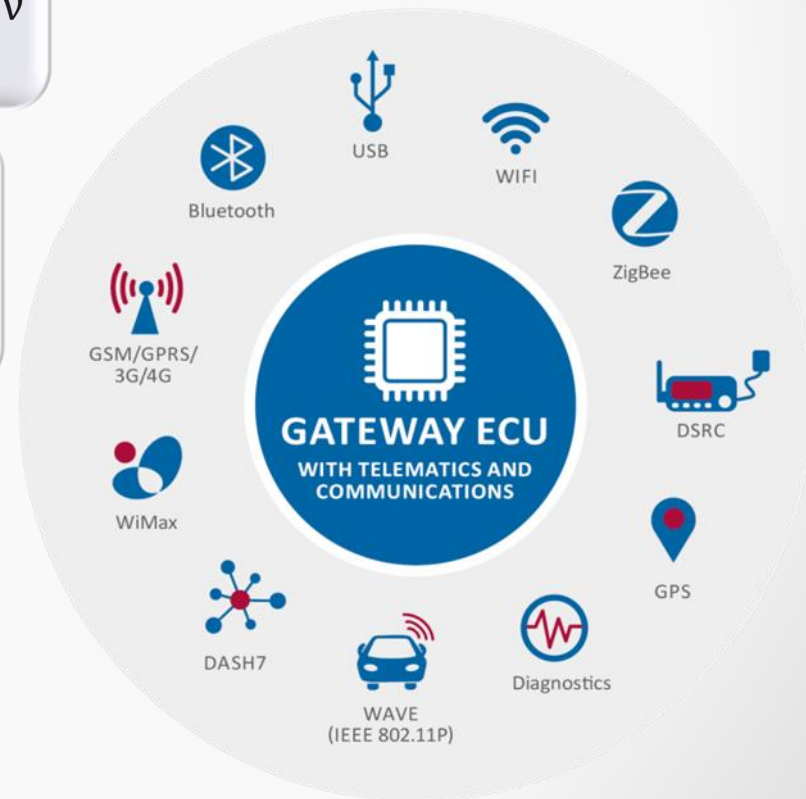 USB
WIFI
Bluetooth
ZigBee
GSM/GPRS/
3G/4G
DSRC
GATEWAY ECU
WITH TELEMATICS AND
COMMUNICATIONS
WiMax
GPS
DASH7
Diagnostics
WAVE
(IEEE 802.11P)